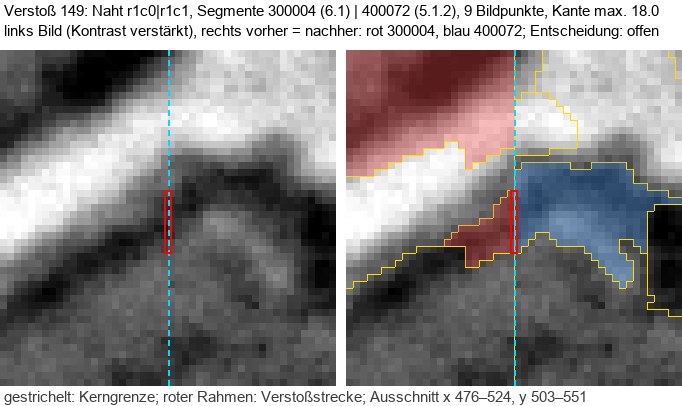 Verstoß 149: Naht r1c0|r1c1, Segmente 300004 (6.1) | 400072 (5.1.2), 9 Bildpunkte, Kante max. 18.0
links Bild (Kontrast verstärkt), rechts vorher = nachher: rot 300004, blau 400072; Entscheidung: offen
gestrichelt: Kerngrenze; roter Rahmen: Verstoßstrecke; Ausschnitt x 476–524, y 503–551